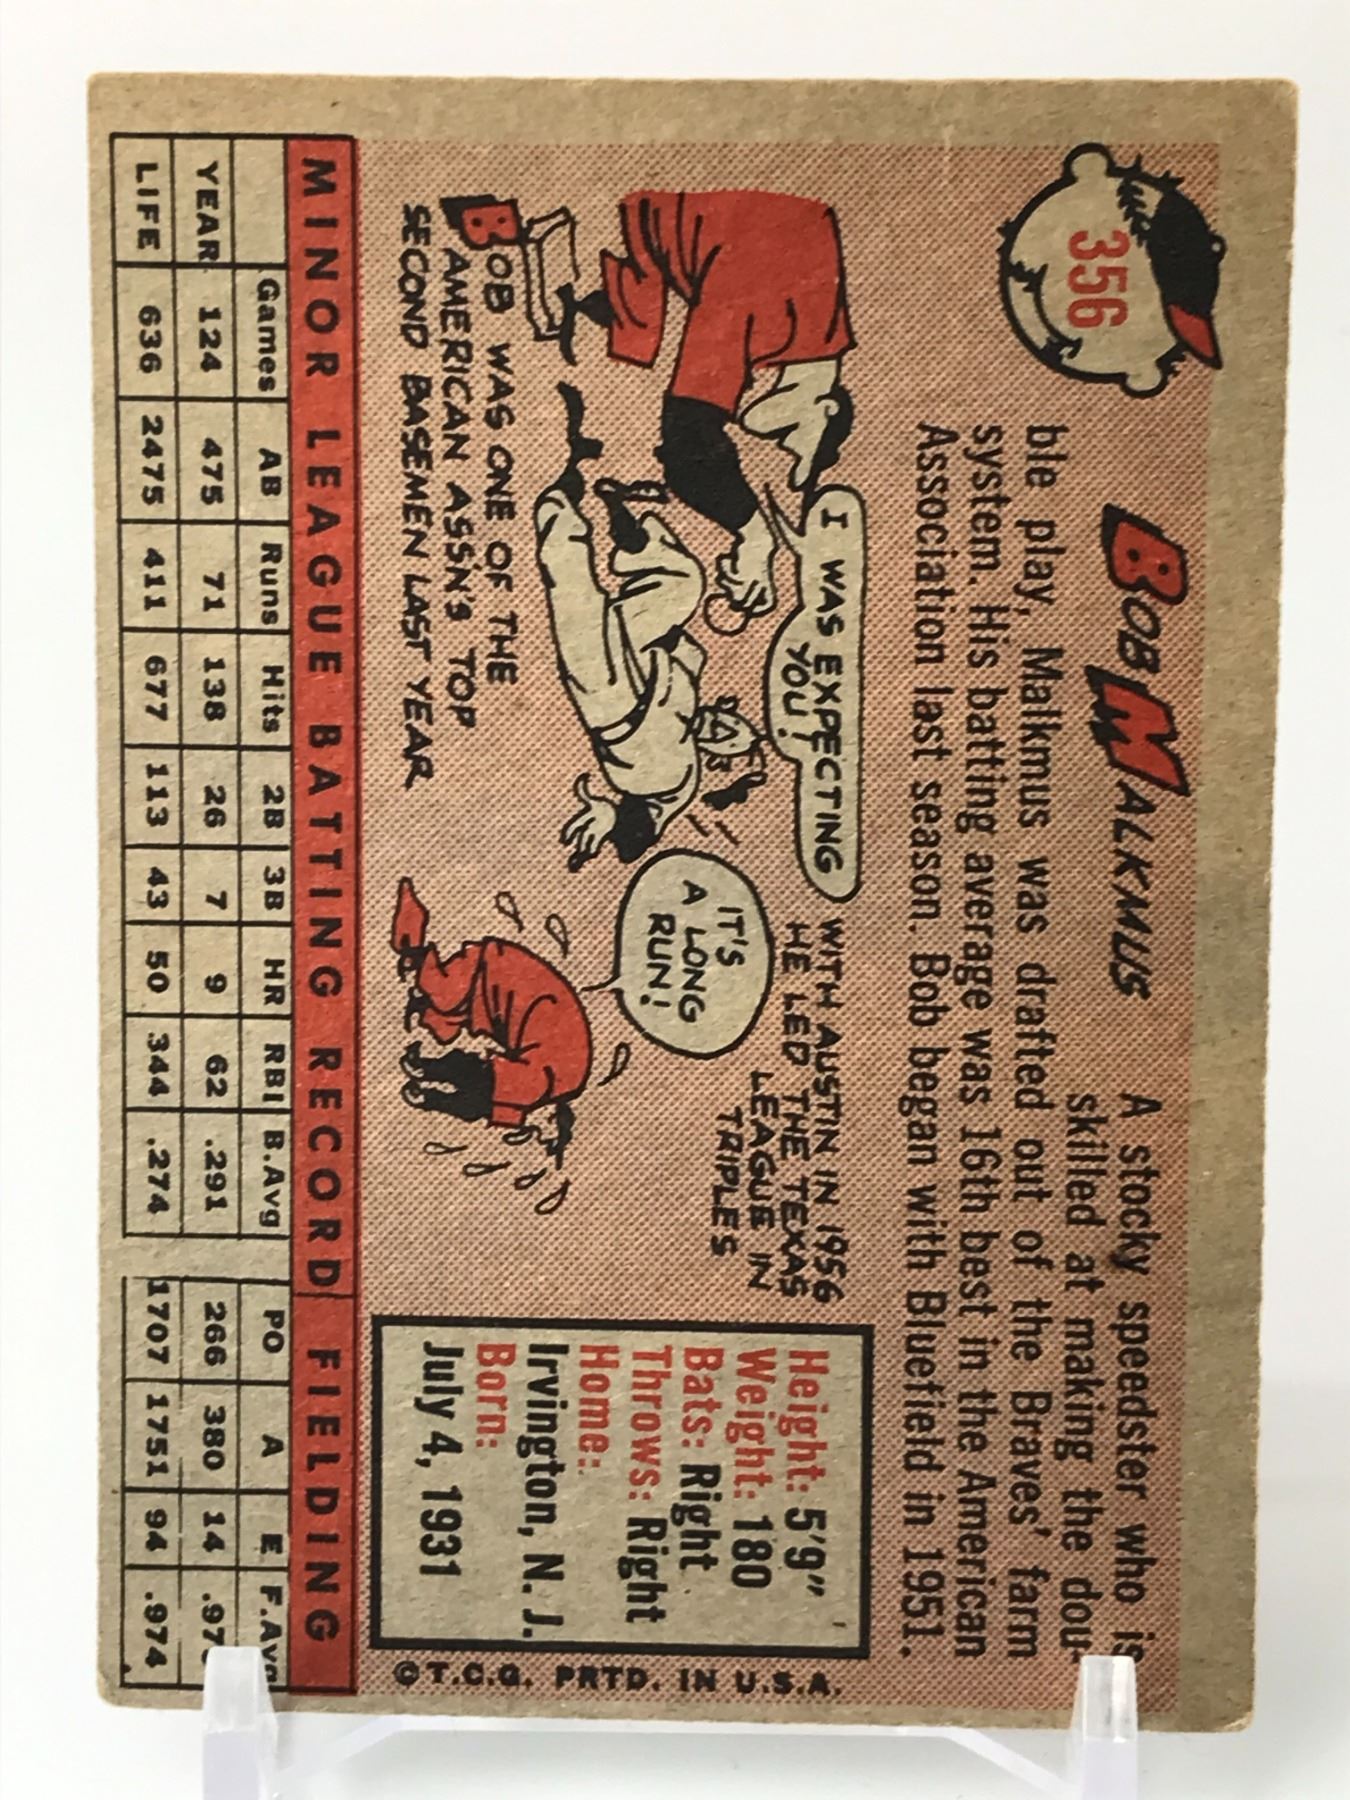 356
BOB MALKMUS
A stocky speedster who is
skilled at making the dou-
ble play, Malkmus was drafted out of the Braves' farm
system. His batting average was 16th best in the American
Association last season. Bob began with Bluefield in 1951.
I WAS EXPECTING
YOU!
BOB WAS ONE OF THE
AMERICAN ASS'N'S TOP
SECOND BASEMEN LAST YEAR
WITH AUSTIN IN 1956
HE LED THE TEXAS
LEAGUE IN
TRIPLES
IT'S
A LONG
RUN!
Height: 5'9"
Weight: 180
Bats: Right
Throws: Right
Home:
Irvington, N. J.
Born:
July 4, 1931
©T.C.G. PRTD. IN U.S.A.
MINOR LEAGUE BATTING RECORD FIELDING
Games AB Runs Hits 2B 3B HR RBI B.Avg PO A E F.Avg
YEAR 124 475 71 138 26 7 9 62 .291 266 380 14
LIFE 636 2475 411 677 113 43 50 344 .274 1707 1751 94 .974